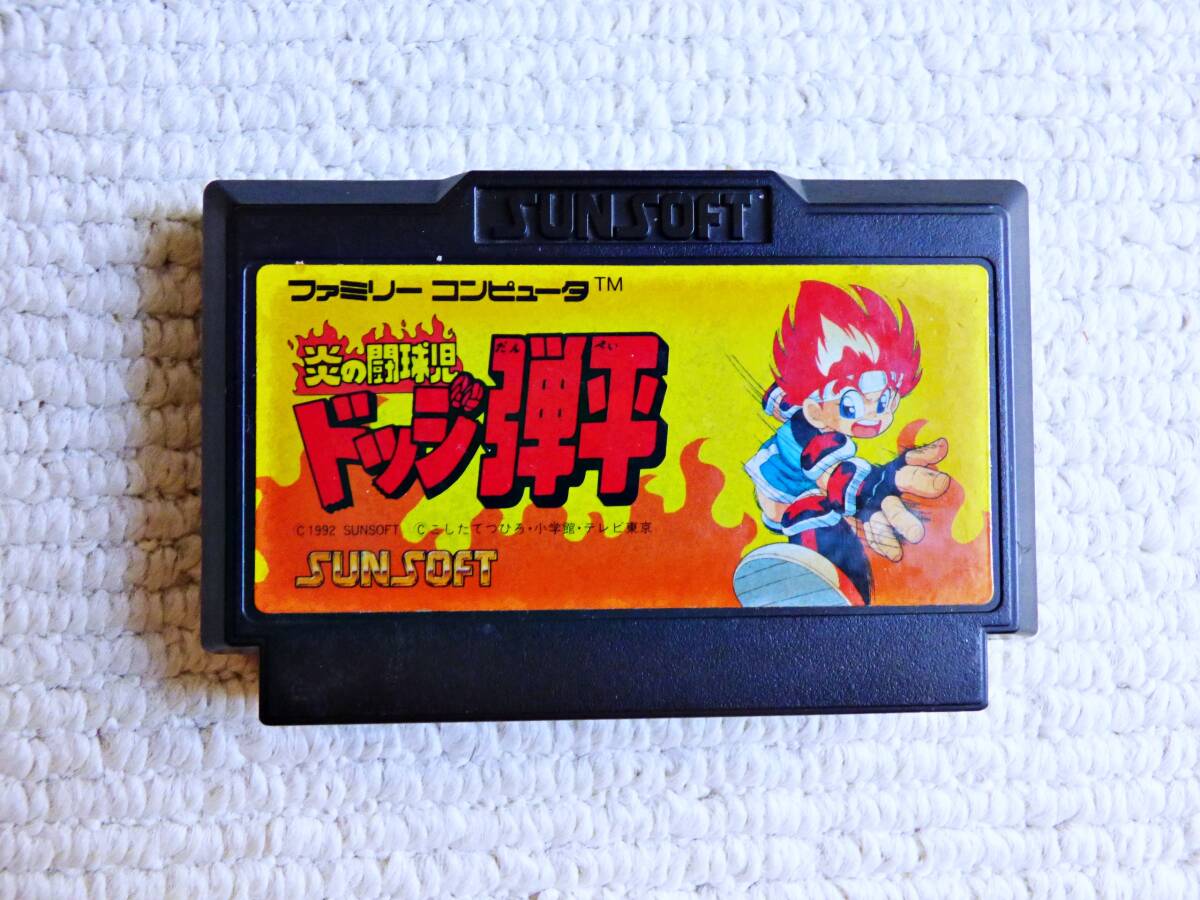 SUNSOFT
ファミリー コンピュータ TM
炎の闘球児
だん ぺい
ドッジ弾平
© 1992 SUNSOFT © こしたてつひろ・小学館・テレビ東京
SUNSOFT